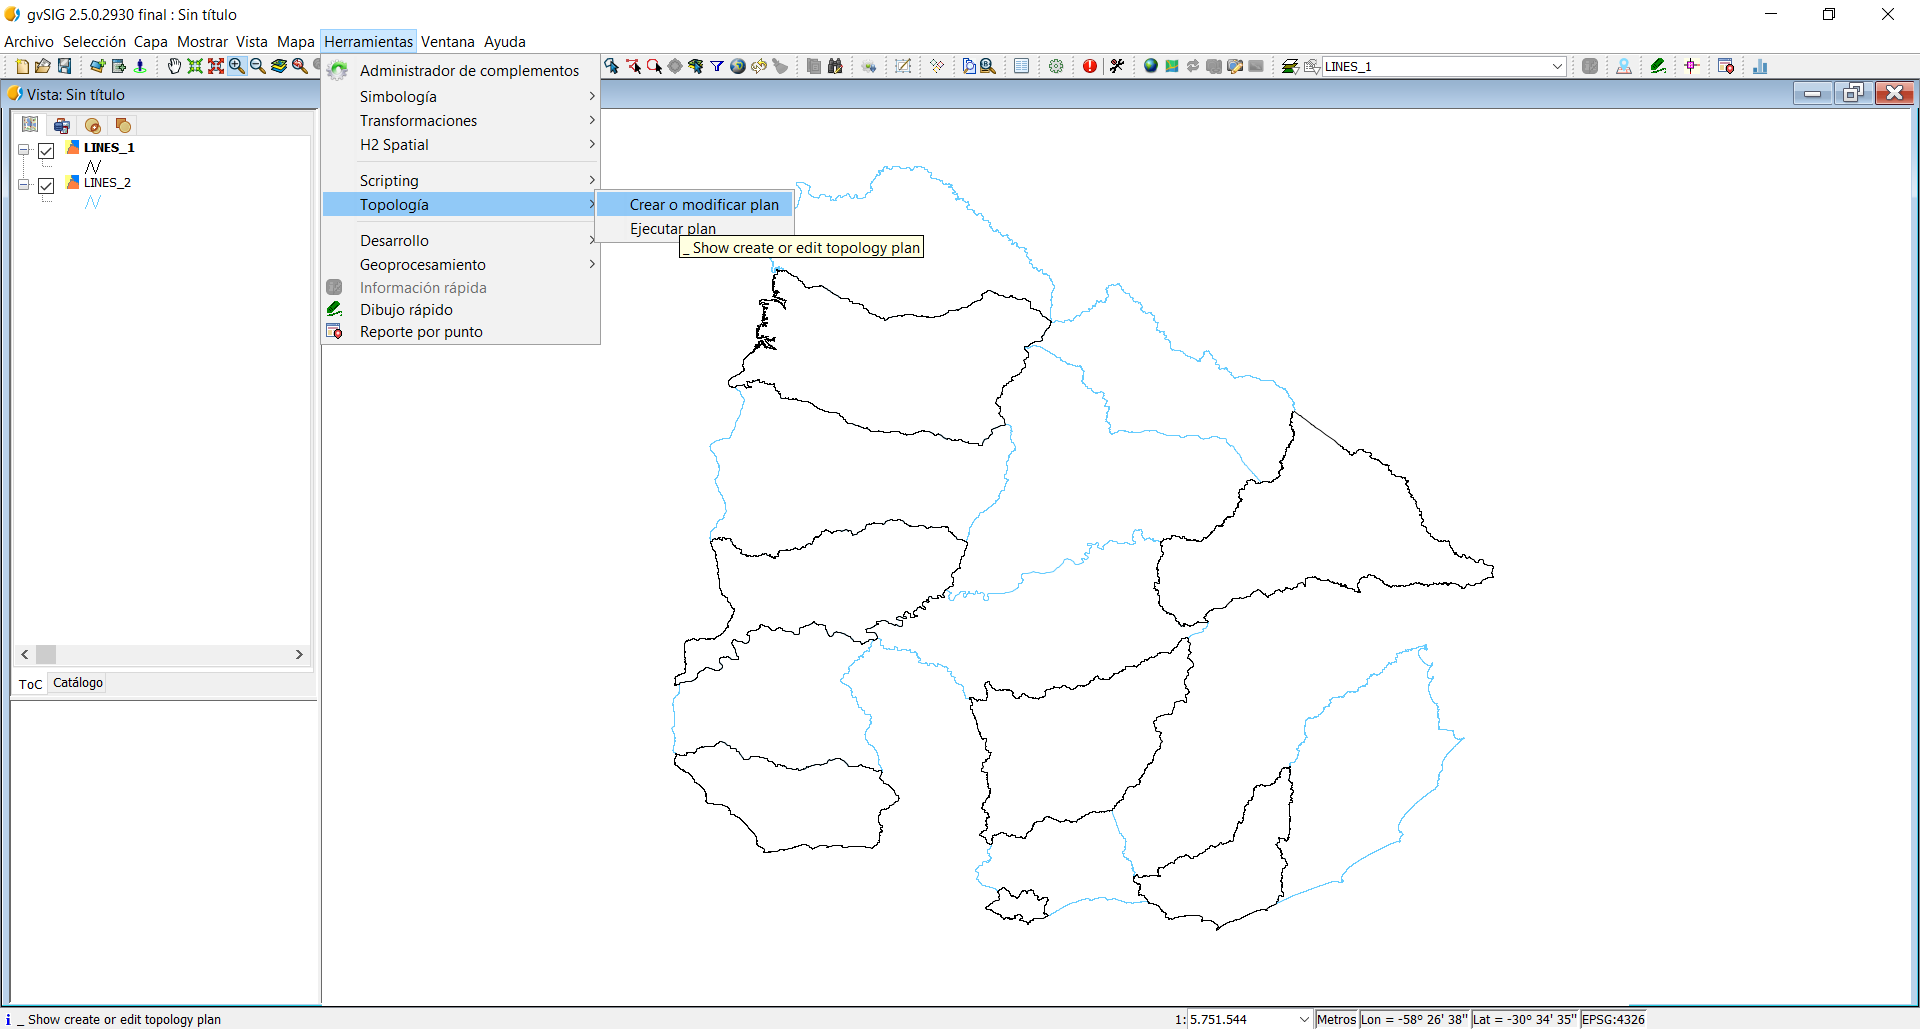 gvSIG 2.5.0.2930 final : Sin título
Archivo Selección Capa Mostrar Vista Mapa Herramientas Ventana Ayuda
LINES_1
Vista: Sin título
LINES_1
LINES_2
ToC Catálogo
Administrador de complementos
Simbología
Transformaciones
H2 Spatial
Scripting
Topología
Desarrollo
Geoprocesamiento
Información rápida
Dibujo rápido
Reporte por punto
Crear o modificar plan
Ejecutar plan
_ Show create or edit topology plan
_ Show create or edit topology plan
1: 5.751.544 Metros Lon = -58° 26' 38" Lat = -30° 34' 35" EPSG:4326